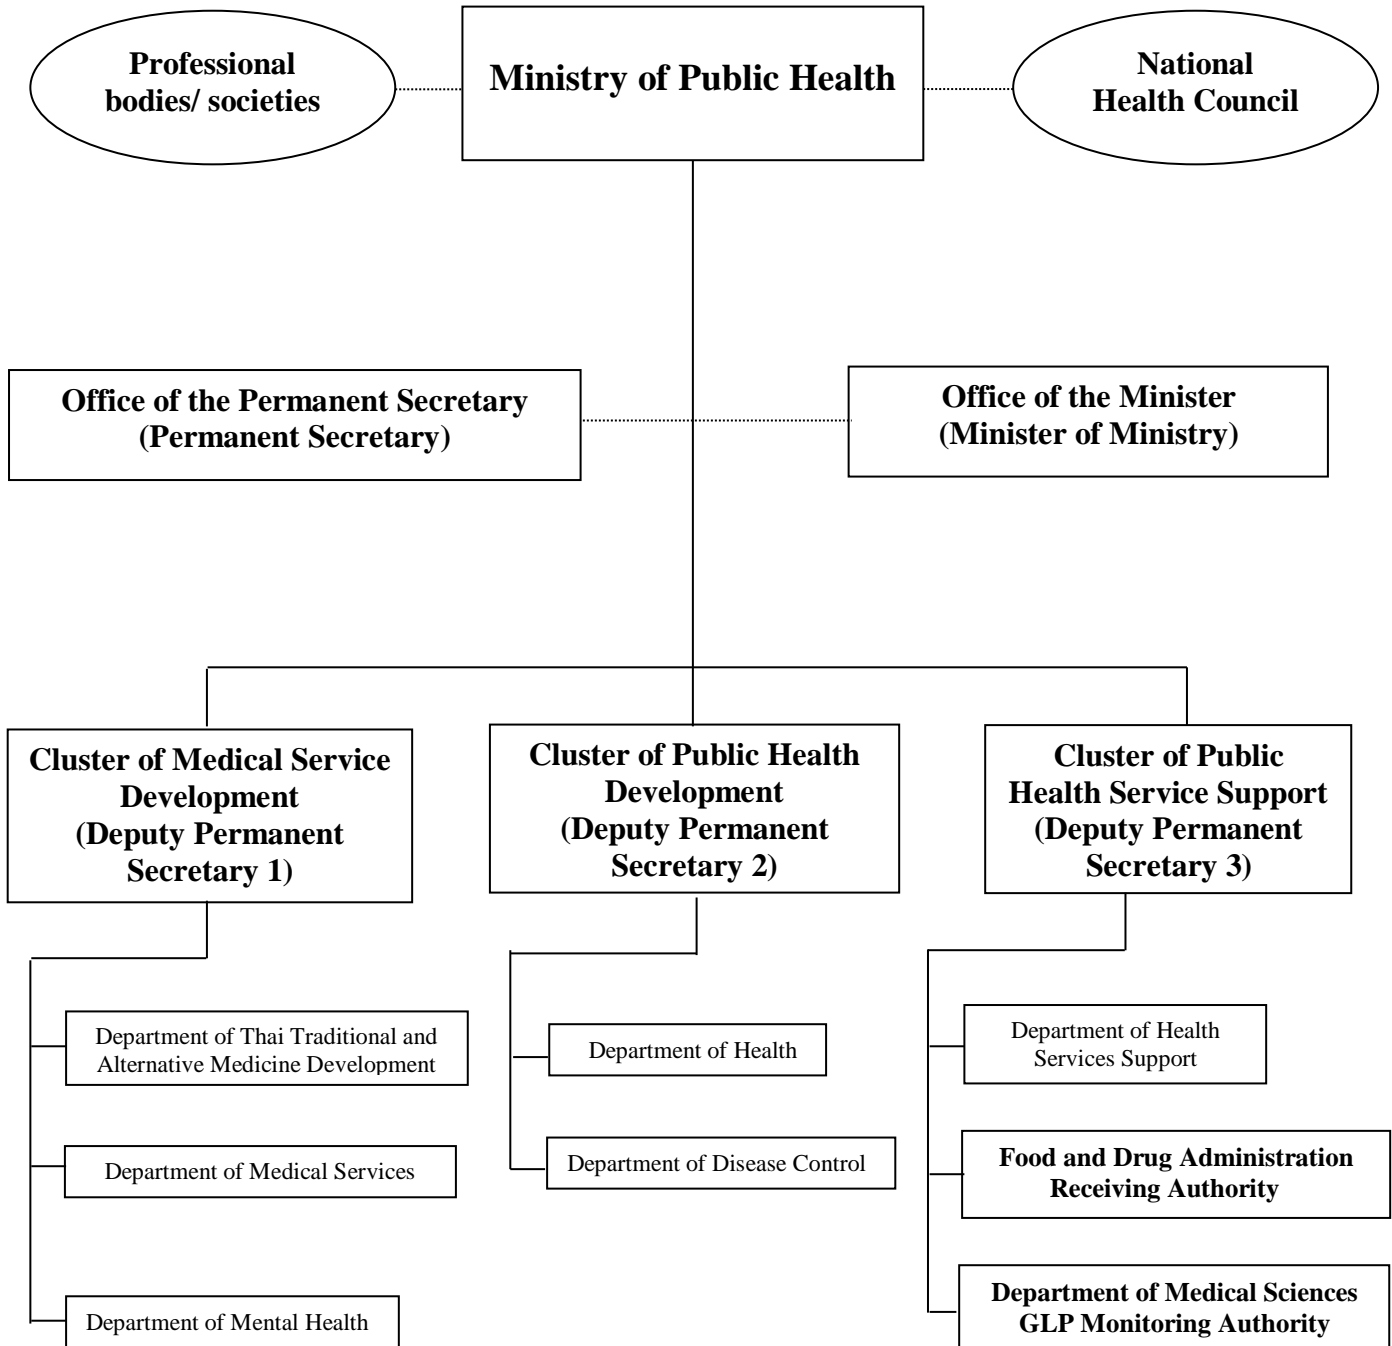 Professional
bodies/ societies
Ministry of Public Health
National
Health Council
Office of the Permanent Secretary
(Permanent Secretary)
Office of the Minister
(Minister of Ministry)
Cluster of Medical Service
Development
(Deputy Permanent
Secretary 1)
Cluster of Public Health
Development
(Deputy Permanent
Secretary 2)
Cluster of Public
Health Service Support
(Deputy Permanent
Secretary 3)
Department of Thai Traditional and
Alternative Medicine Development
Department of Medical Services
Department of Mental Health
Department of Health
Department of Disease Control
Department of Health
Services Support
Food and Drug Administration
Receiving Authority
Department of Medical Sciences
GLP Monitoring Authority